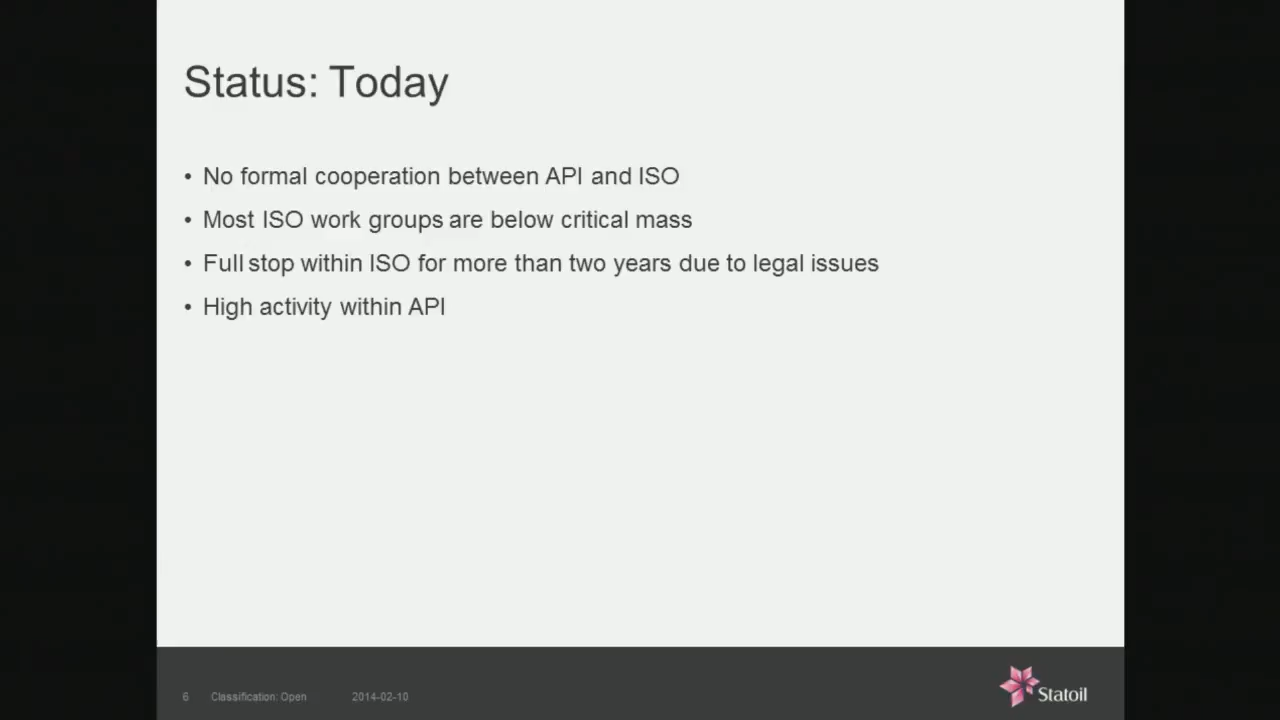 Status: Today
• No formal cooperation between API and ISO
• Most ISO work groups are below critical mass
• Full stop within ISO for more than two years due to legal issues
• High activity within API
6 Classification: Open 2014-02-10
Statoil